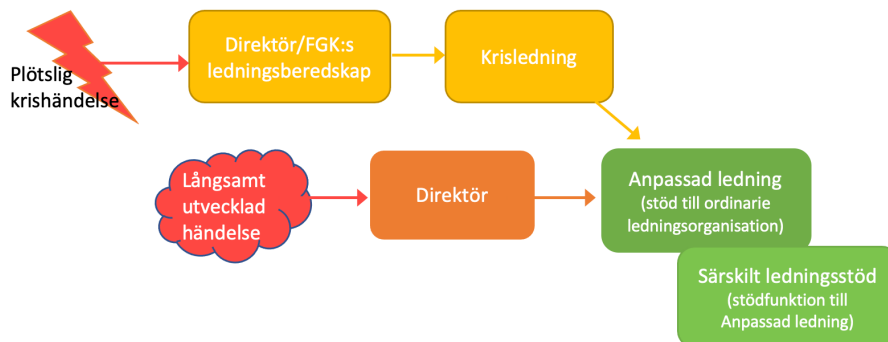 Plötslig
krishändelse
Direktör/FGK:s
ledningsberedskap
Krisledning
Långsamt
utvecklad
händelse
Direktör
Anpassad ledning
(stöd till ordinarie
ledningsorganisation)
Särskilt ledningsstöd
(stödfunktion till
Anpassad ledning)